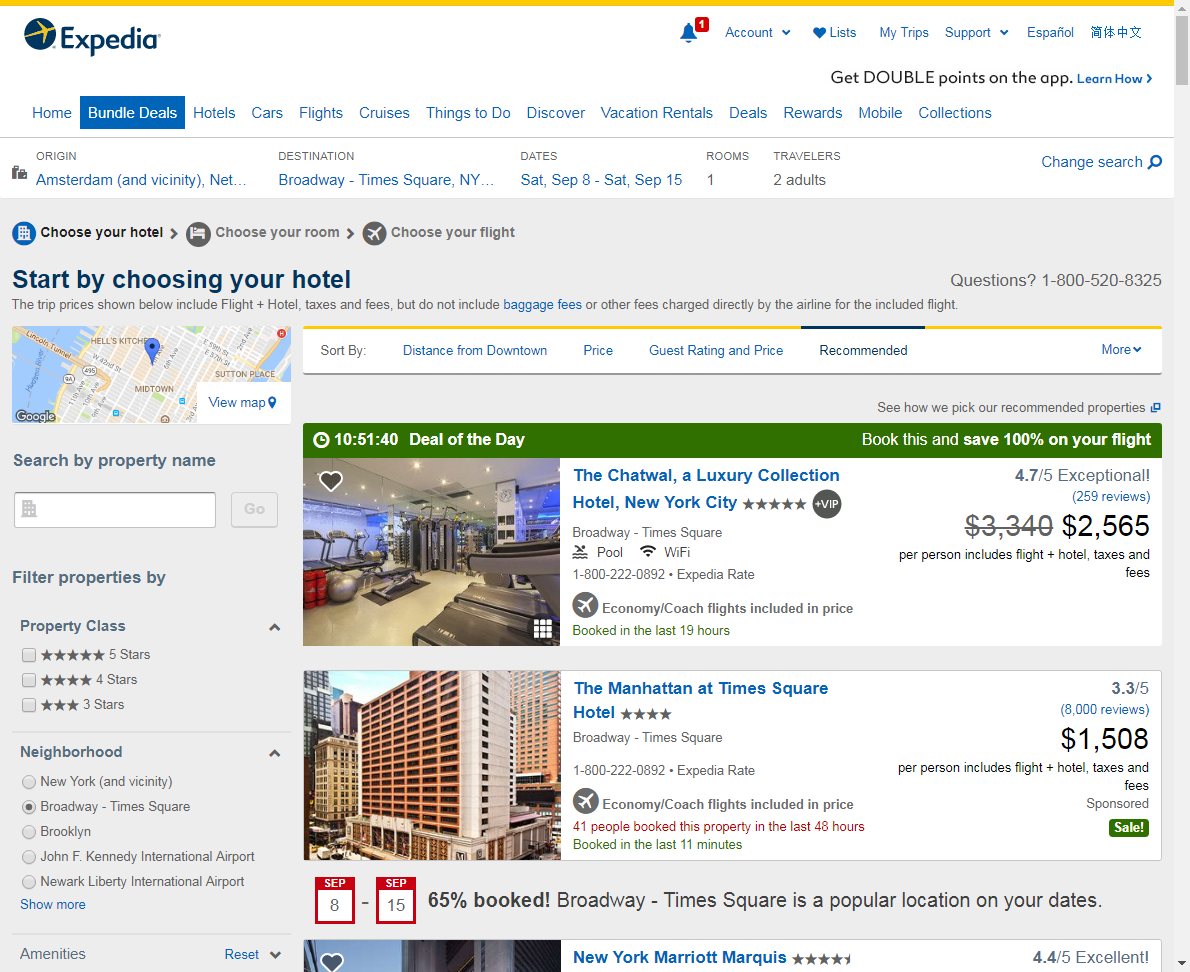 Expedia
1
Account
Lists
My Trips
Support
Español
简体中文
Get DOUBLE points on the app. Learn How
Home
Bundle Deals
Hotels
Cars
Flights
Cruises
Things to Do
Discover
Vacation Rentals
Deals
Rewards
Mobile
Collections
ORIGIN
Amsterdam (and vicinity), Net...
DESTINATION
Broadway - Times Square, NY...
DATES
Sat, Sep 8 - Sat, Sep 15
ROOMS
1
TRAVELERS
2 adults
Change search
Choose your hotel
Choose your room
Choose your flight
Start by choosing your hotel
Questions? 1-800-520-8325
The trip prices shown below include Flight + Hotel, taxes and fees, but do not include baggage fees or other fees charged directly by the airline for the included flight.
Lincoln Tunnel
HELL'S KITCHE
W 42nd St
E 59th St
E 57th St
2nd Ave
5th Ave
495
9A
SUTTON PLACE
MIDTOWN
Google
View map
Search by property name
Go
Filter properties by
Property Class
5 Stars
4 Stars
3 Stars
Neighborhood
New York (and vicinity)
Broadway - Times Square
Brooklyn
John F. Kennedy International Airport
Newark Liberty International Airport
Show more
Amenities
Reset
Sort By:
Distance from Downtown
Price
Guest Rating and Price
Recommended
More
See how we pick our recommended properties
10:51:40 Deal of the Day
Book this and save 100% on your flight
The Chatwal, a Luxury Collection
Hotel, New York City
+VIP
Broadway - Times Square
Pool
WiFi
1-800-222-0892 • Expedia Rate
Economy/Coach flights included in price
Booked in the last 19 hours
4.7/5 Exceptional!
(259 reviews)
$3,340 $2,565
per person includes flight + hotel, taxes and
fees
The Manhattan at Times Square
Hotel
Broadway - Times Square
1-800-222-0892 • Expedia Rate
Economy/Coach flights included in price
41 people booked this property in the last 48 hours
Booked in the last 11 minutes
3.3/5
(8,000 reviews)
$1,508
per person includes flight + hotel, taxes and
fees
Sponsored
Sale!
SEP
8
-
SEP
15
65% booked! Broadway - Times Square is a popular location on your dates.
New York Marriott Marquis
4.4/5 Excellent!